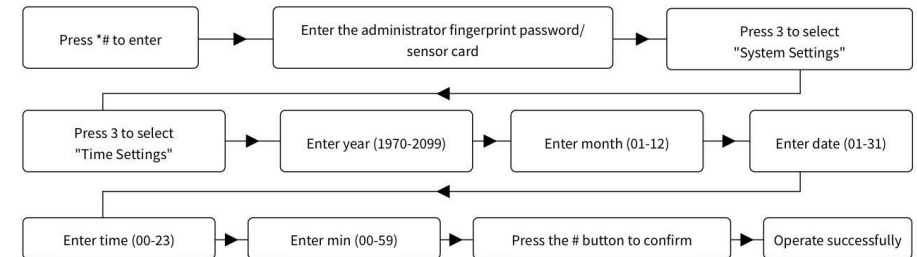 Press *# to enter
Enter the administrator fingerprint password/
sensor card
Press 3 to select
"System Settings"
Press 3 to select
"Time Settings"
Enter year (1970-2099)
Enter month (01-12)
Enter date (01-31)
Enter time (00-23)
Enter min (00-59)
Press the # button to confirm
Operate successfully